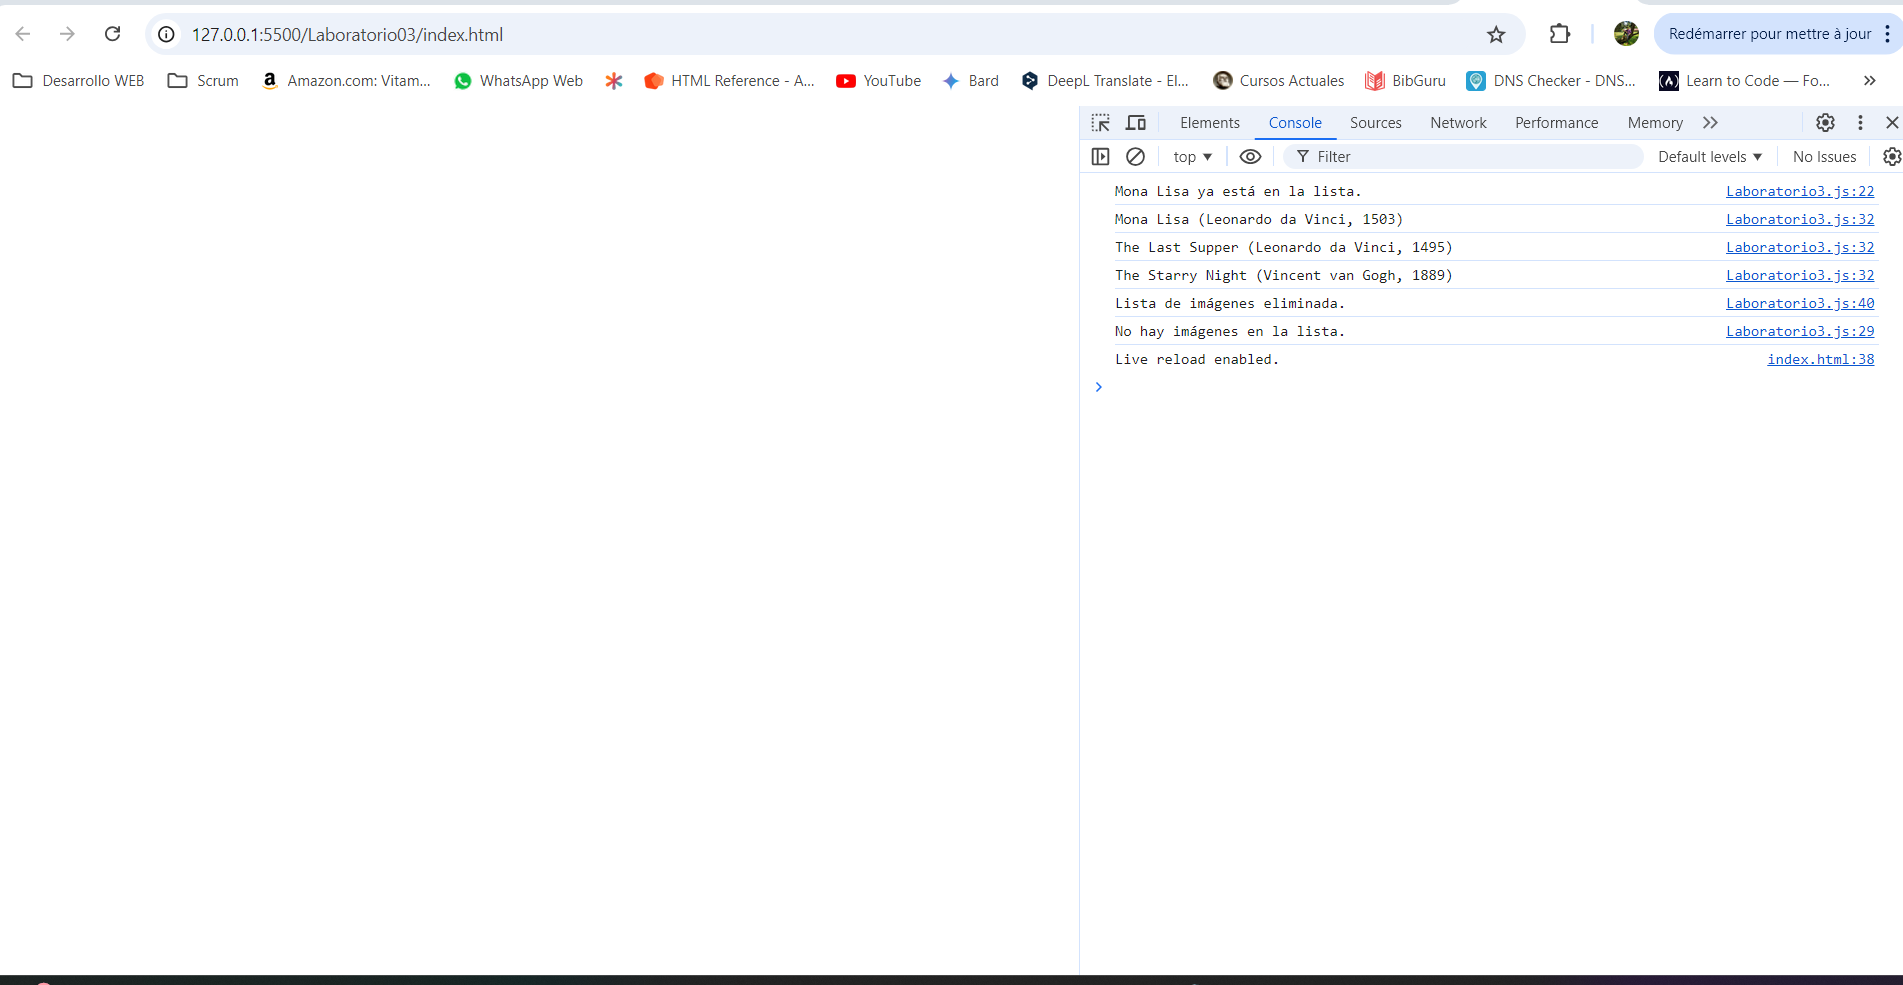 127.0.0.1:5500/Laboratorio03/index.html Redémarrer pour mettre à jour
Desarrollo WEB Scrum Amazon.com: Vitam... WhatsApp Web HTML Reference - A... YouTube Bard DeepL Translate - El... Cursos Actuales BibGuru DNS Checker - DNS... Learn to Code — Fo... »
Elements Console Sources Network Performance Memory
top Filter Default levels No Issues
Mona Lisa ya está en la lista. Laboratorio3.js:22
Mona Lisa (Leonardo da Vinci, 1503) Laboratorio3.js:32
The Last Supper (Leonardo da Vinci, 1495) Laboratorio3.js:32
The Starry Night (Vincent van Gogh, 1889) Laboratorio3.js:32
Lista de imágenes eliminada. Laboratorio3.js:40
No hay imágenes en la lista. Laboratorio3.js:29
Live reload enabled. index.html:38